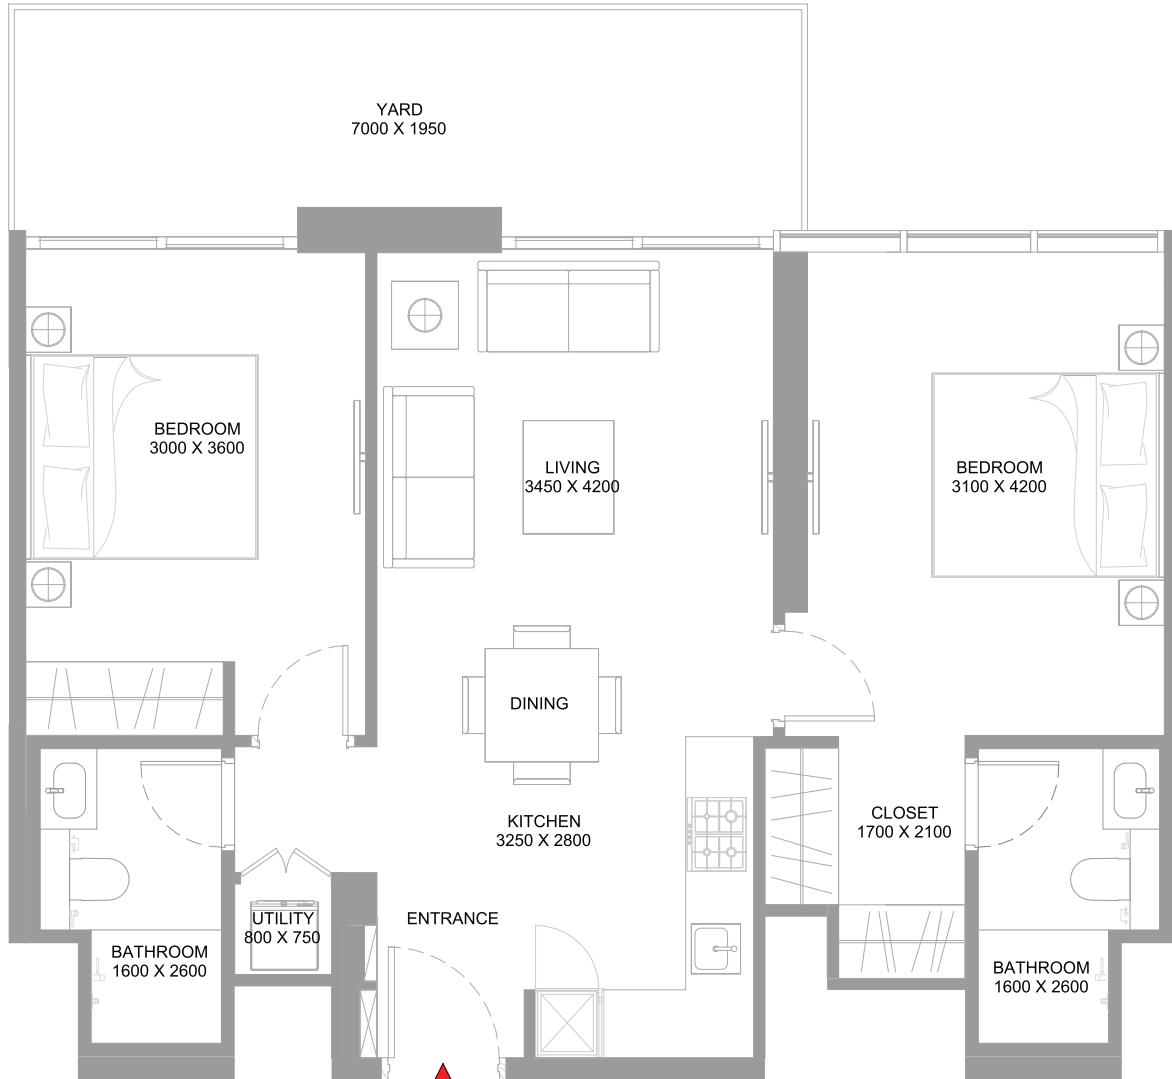 YARD
7000 X 1950
BEDROOM
3000 X 3600
LIVING
3450 X 4200
BEDROOM
3100 X 4200
DINING
KITCHEN
3250 X 2800
CLOSET
1700 X 2100
ENTRANCE
UTILITY
800 X 750
BATHROOM
1600 X 2600
BATHROOM
1600 X 2600